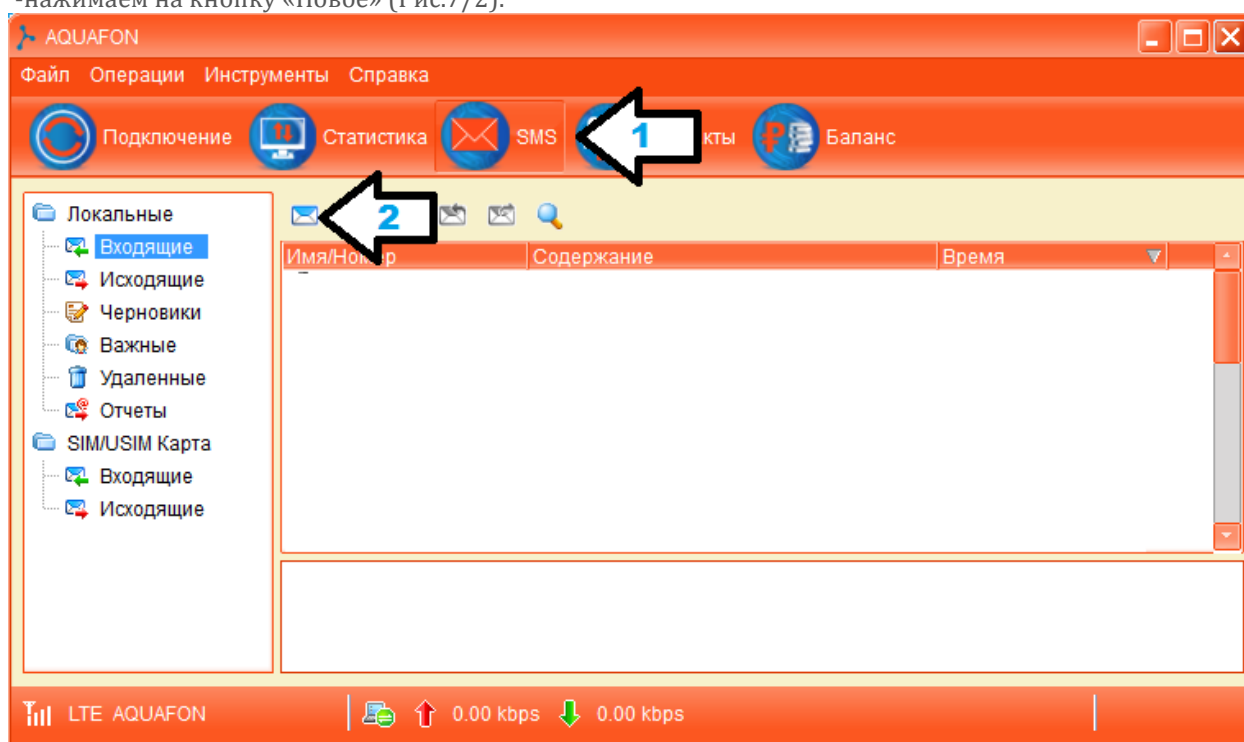 -нажимаем на кнопку «Новое» (Рис.7/2).
AQUAFON
Файл Операции Инструменты Справка
Подключение Статистика SMS 1 кты Баланс
Локальные
2
Входящие
Имя/Номер Содержание Время
Исходящие
Черновики
Важные
Удаленные
Отчеты
SIM/USIM Карта
Входящие
Исходящие
LTE AQUAFON 0.00 kbps 0.00 kbps